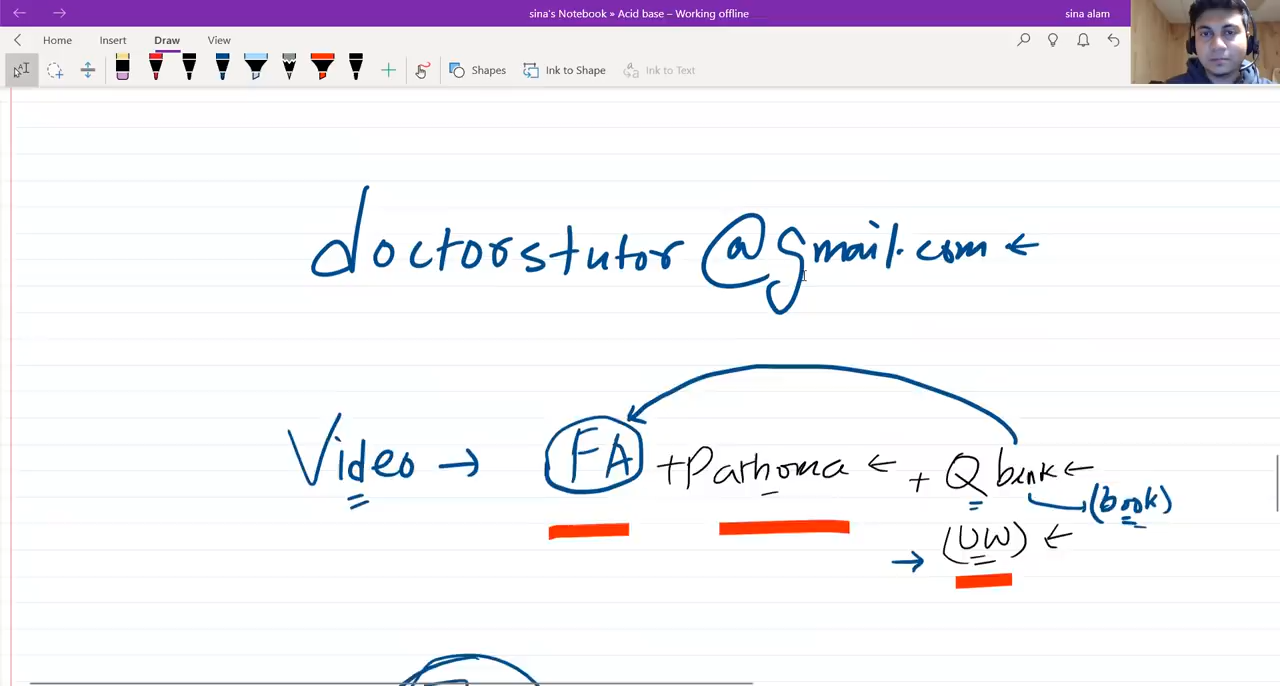 sina's Notebook » Acid base – Working offline
sina alam
Home Insert Draw View
Shapes Ink to Shape Ink to Text
doctorstutor@gmail.com ←
Video → FA + Pathoma ← + Q bank ←
(book)
→ (UW) ←